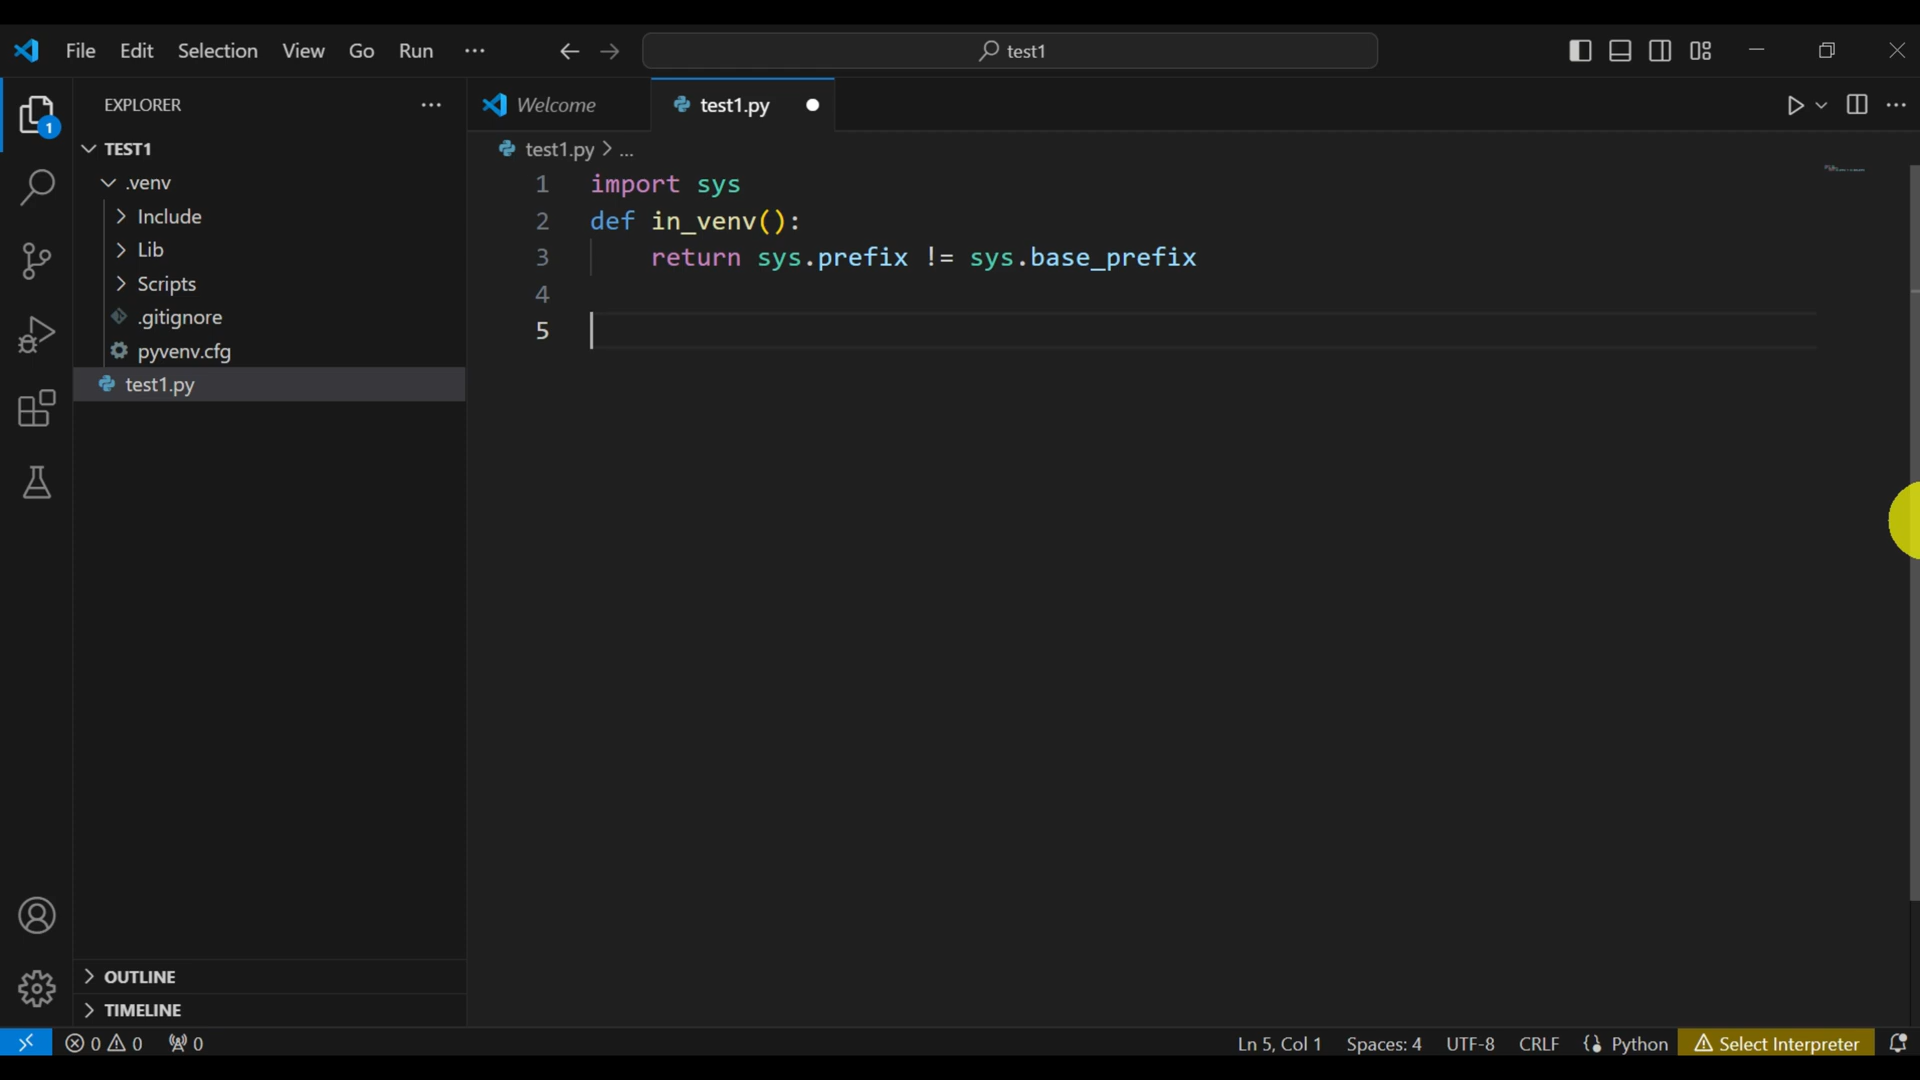 File Edit Selection View Go Run ··· test1
EXPLORER ···
1
TEST1
.venv
Include
Lib
Scripts
.gitignore
pyvenv.cfg
test1.py
OUTLINE
TIMELINE
Welcome test1.py
test1.py > ...
1 import sys
2 def in_venv():
3 return sys.prefix != sys.base_prefix
4
5
0 0 0 Ln 5, Col 1 Spaces: 4 UTF-8 CRLF Python Select Interpreter